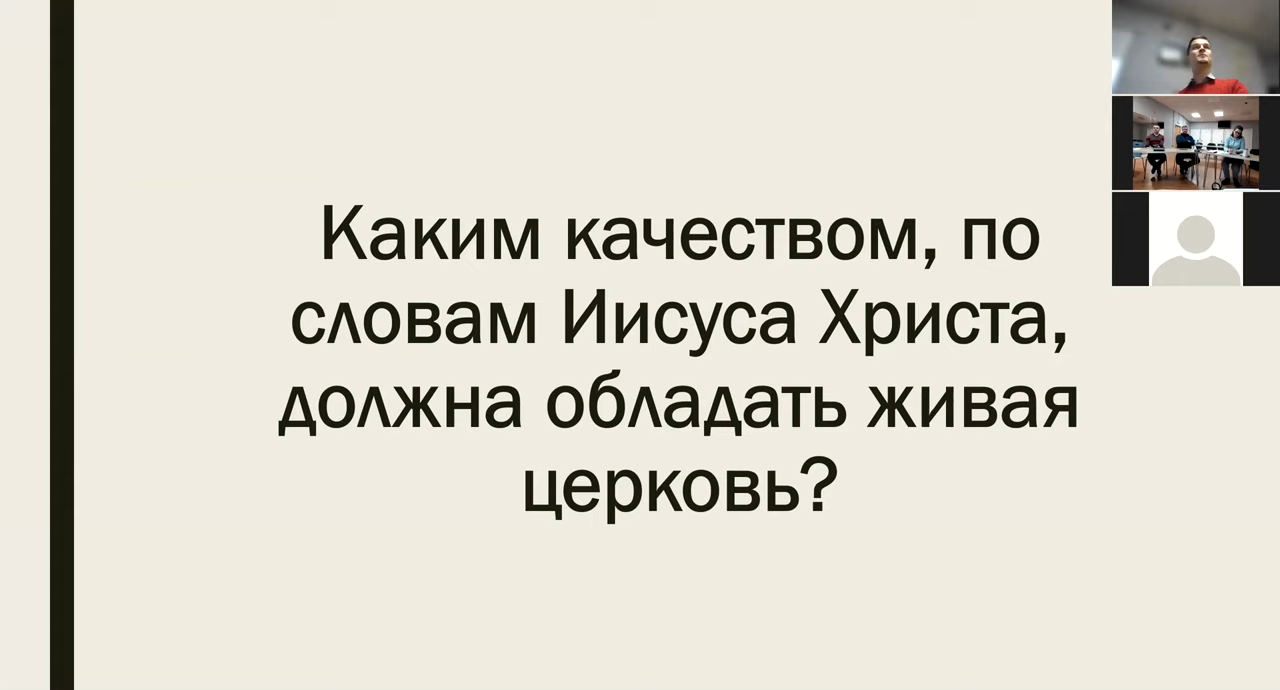 Каким качеством, по
словам Иисуса Христа,
должна обладать живая
церковь?